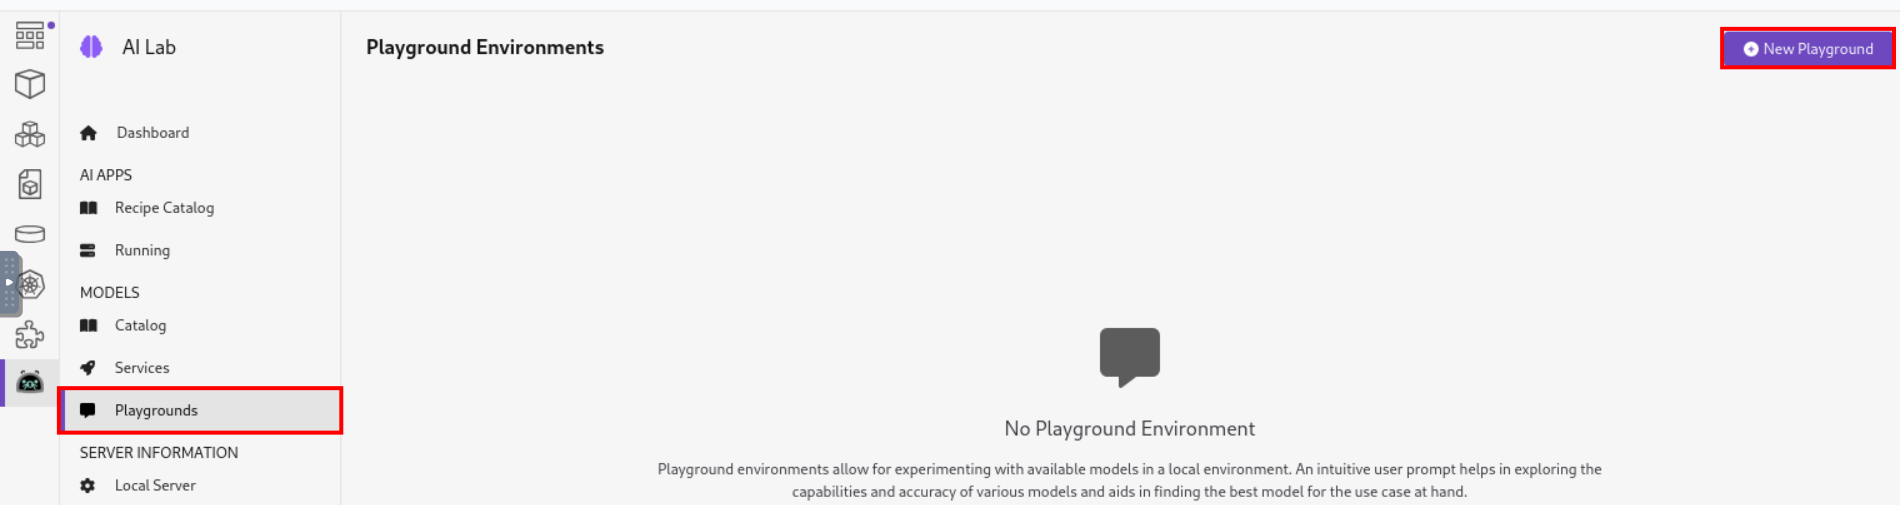 AI Lab
Dashboard
AI APPS
Recipe Catalog
Running
MODELS
Catalog
Services
Playgrounds
SERVER INFORMATION
Local Server
Playground Environments
New Playground
No Playground Environment
Playground environments allow for experimenting with available models in a local environment. An intuitive user prompt helps in exploring the
capabilities and accuracy of various models and aids in finding the best model for the use case at hand.